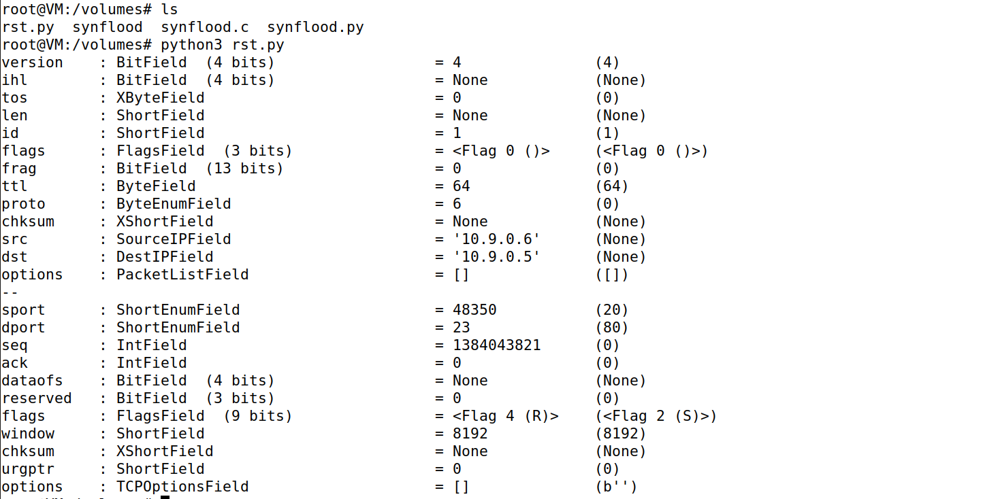 root@VM:/volumes# ls
rst.py  synflood  synflood.c  synflood.py
root@VM:/volumes# python3 rst.py
version    : BitField  (4 bits)                  = 4               (4)
ihl        : BitField  (4 bits)                  = None            (None)
tos        : XByteField                          = 0               (0)
len        : ShortField                          = None            (None)
id         : ShortField                          = 1               (1)
flags      : FlagsField  (3 bits)                = <Flag 0 ()>     (<Flag 0 ()>)
frag       : BitField  (13 bits)                 = 0               (0)
ttl        : ByteField                           = 64              (64)
proto      : ByteEnumField                       = 6               (0)
chksum     : XShortField                         = None            (None)
src        : SourceIPField                       = '10.9.0.6'      (None)
dst        : DestIPField                         = '10.9.0.5'      (None)
options    : PacketListField                     = []              ([])
--
sport      : ShortEnumField                      = 48350           (20)
dport      : ShortEnumField                      = 23              (80)
seq        : IntField                            = 1384043821      (0)
ack        : IntField                            = 0               (0)
dataofs    : BitField  (4 bits)                  = None            (None)
reserved   : BitField  (3 bits)                  = 0               (0)
flags      : FlagsField  (9 bits)                = <Flag 4 (R)>    (<Flag 2 (S)>)
window     : ShortField                          = 8192            (8192)
chksum     : XShortField                         = None            (None)
urgptr     : ShortField                          = 0               (0)
options    : TCPOptionsField                     = []              (b'')